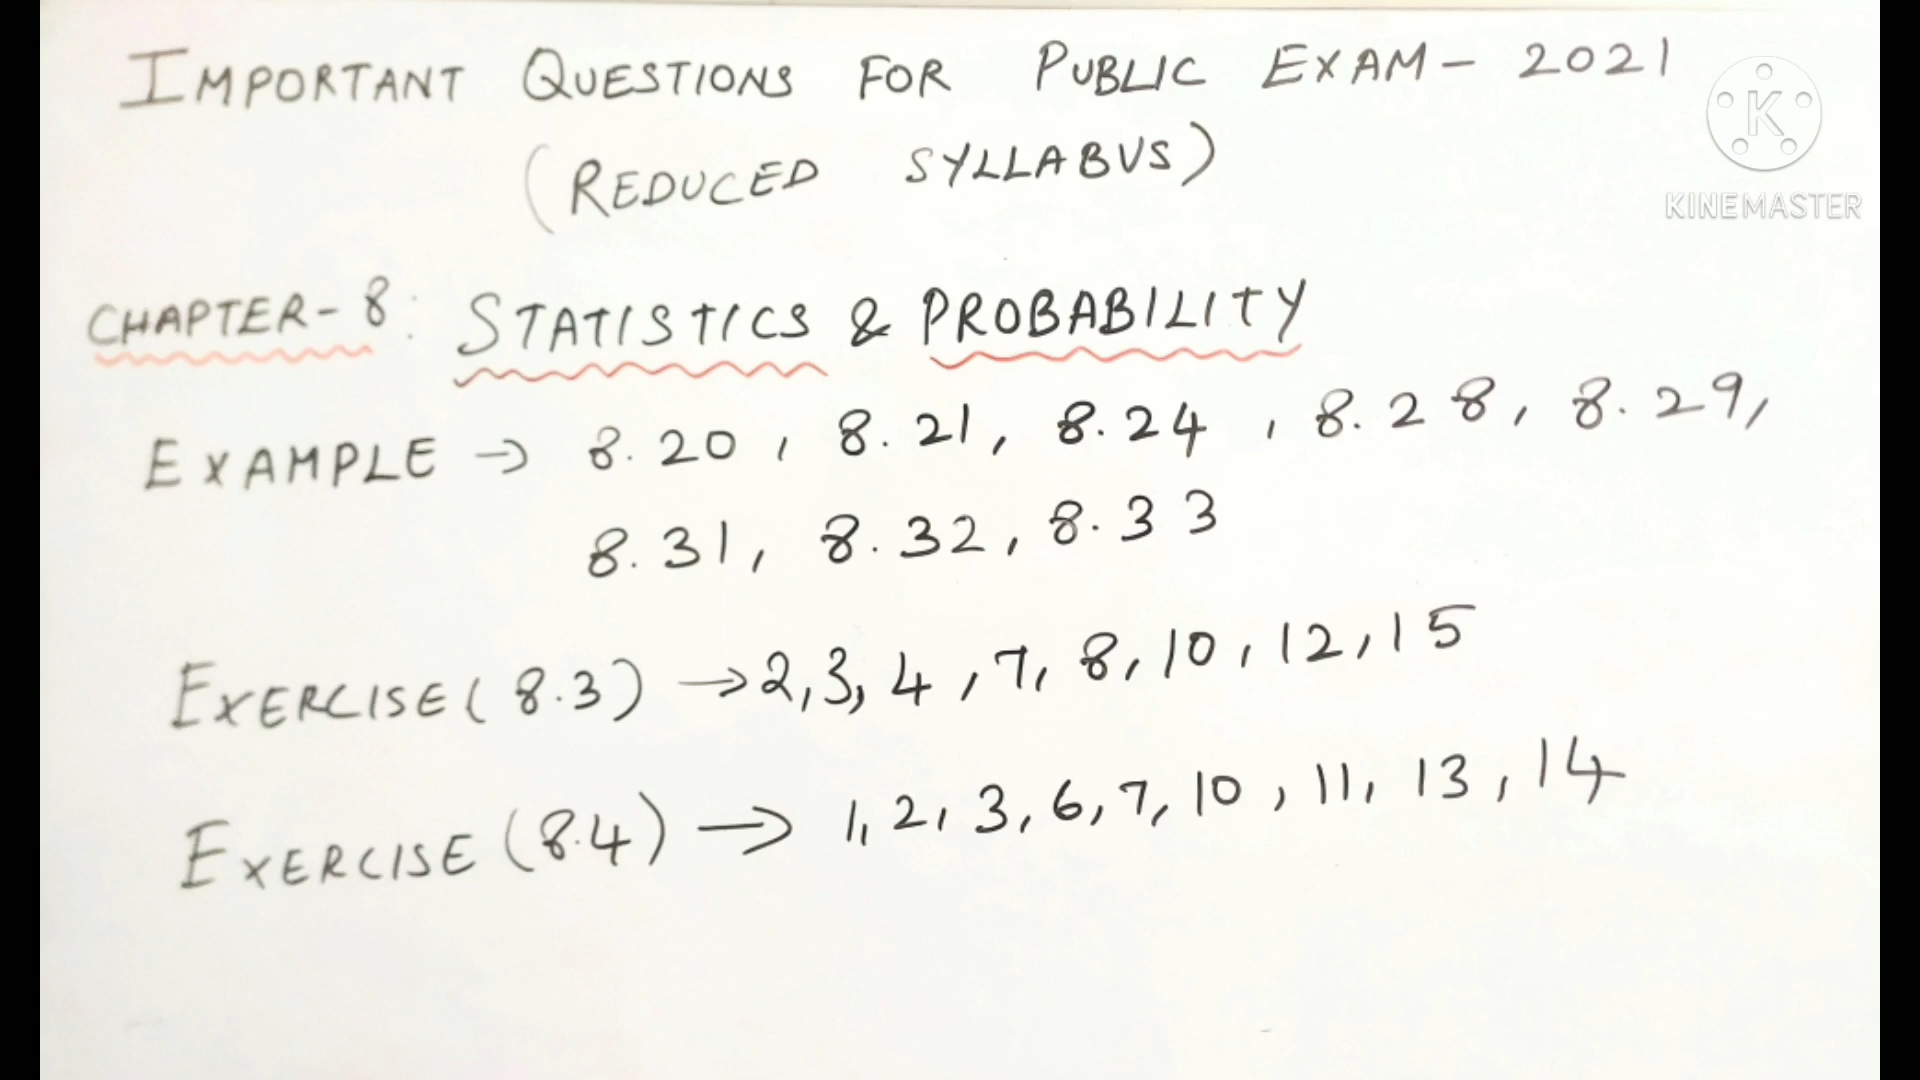 IMPORTANT QUESTIONS FOR PUBLIC EXAM - 2021
(REDUCED SYLLABUS)
K
KINEMASTER
CHAPTER-8: STATISTICS & PROBABILITY
EXAMPLE → 8.20, 8.21, 8.24, 8.28, 8.29,
8.31, 8.32, 8.33
EXERCISE(8.3) → 2,3,4,7,8,10,12,15
EXERCISE(8.4) → 1,2,3,6,7,10,11,13,14